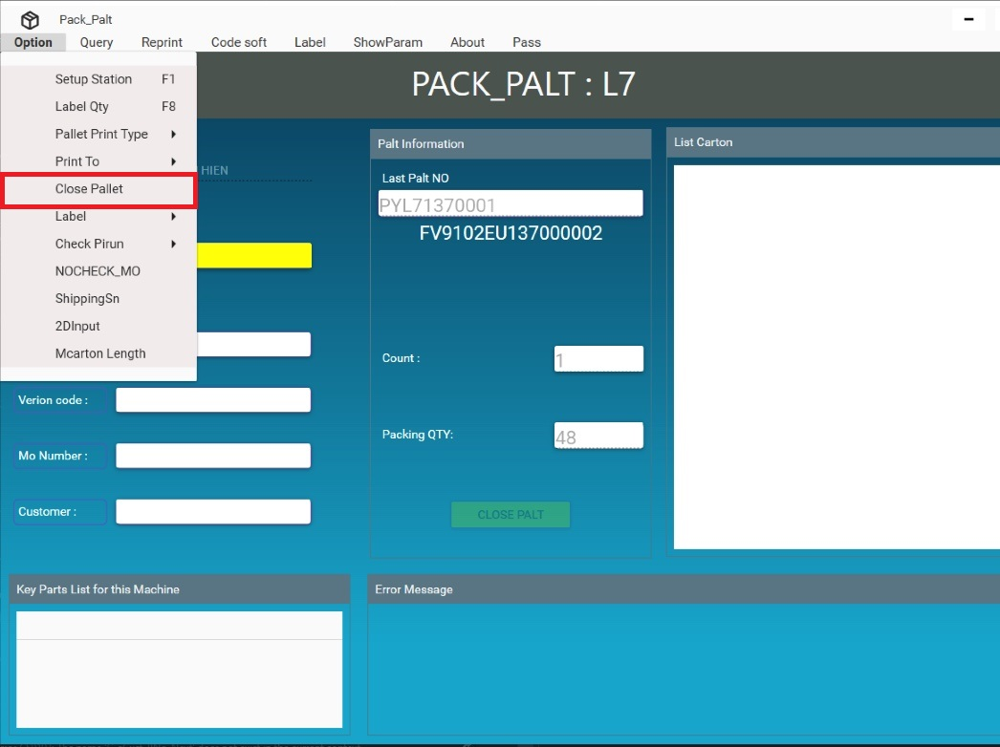 Pack_Palt
Option Query Reprint Code soft Label ShowParam About Pass
PACK_PALT : L7
Setup Station F1
Label Qty F8
Pallet Print Type
Print To
Close Pallet
Label
Check Pirun
NOCHECK_MO
ShippingSn
2DInput
Mcarton Length
HIEN
Verion code :
Mo Number :
Customer :
Palt Information
Last Palt NO
PYL71370001
FV9102EU137000002
Count :
1
Packing QTY:
48
CLOSE PALT
List Carton
Key Parts List for this Machine
Error Message